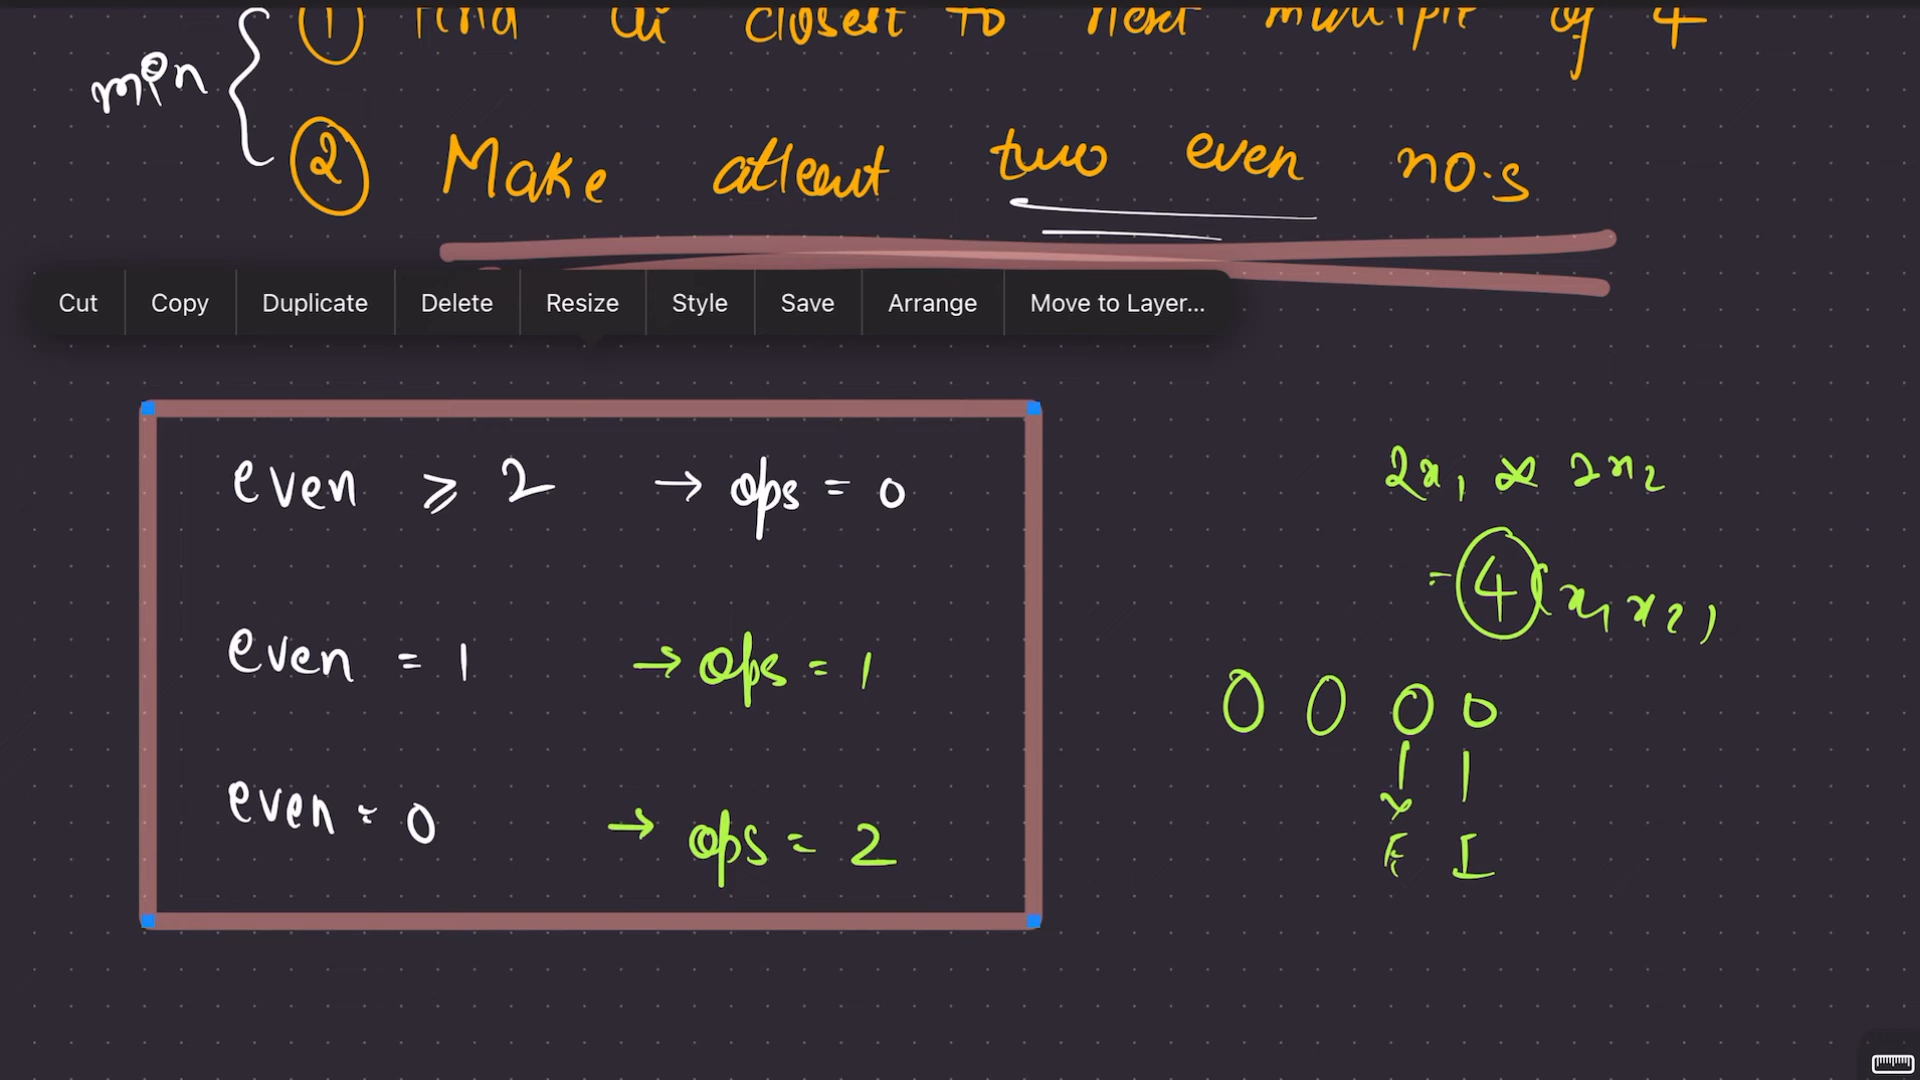 min { ① Find ai closest to next multiple of 4
② Make atleast two even no.s
Cut Copy Duplicate Delete Resize Style Save Arrange Move to Layer...
even ⩾ 2 → ops = 0
even = 1 → ops = 1
even = 0 → ops = 2
2x₁ × 2x₂
= 4(x₁ x₂)
0 0 0 0